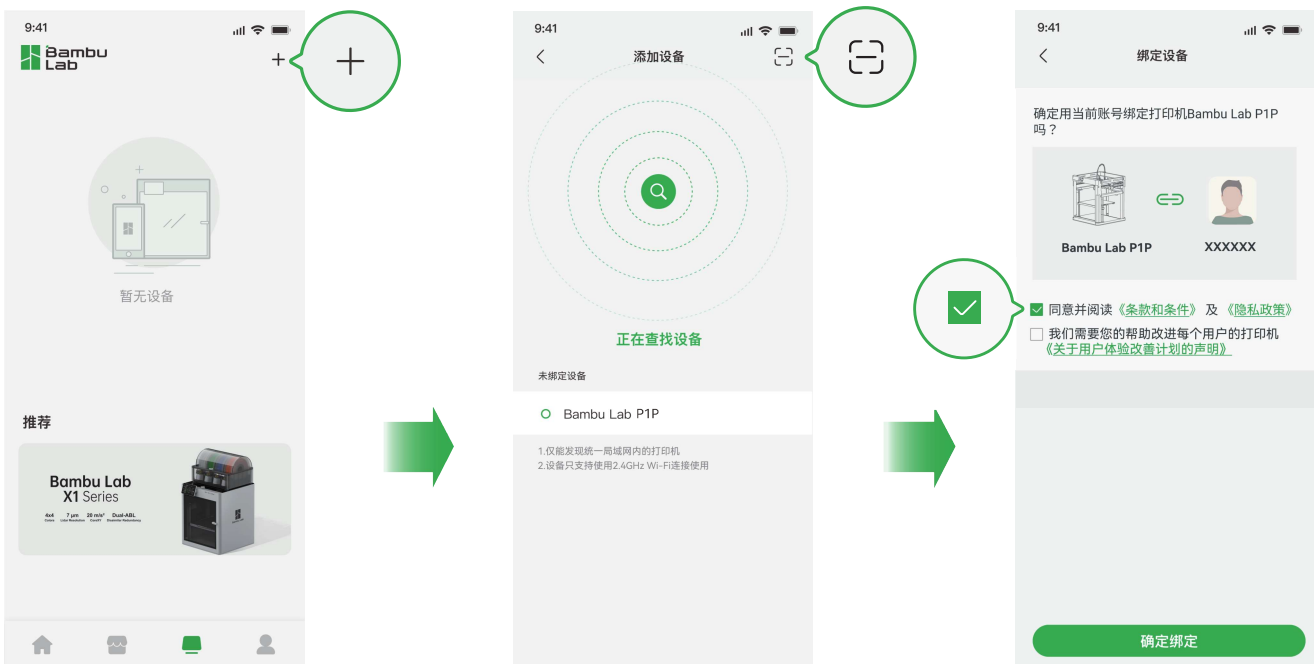 9:41
Bambu
Lab
暂无设备
推荐
Bambu Lab
X1 Series
4x4 7 μm 20 m/s² Dual-ABL
Colors Lidar Resolution CoreXY
9:41
添加设备
正在查找设备
未绑定设备
Bambu Lab P1P
1.仅能发现统一局域网内的打印机
2.设备只支持使用2.4GHz Wi-Fi连接使用
9:41
绑定设备
确定用当前账号绑定打印机Bambu Lab P1P
吗？
Bambu Lab P1P
XXXXXX
同意并阅读《条款和条件》 及 《隐私政策》
我们需要您的帮助改进每个用户的打印机
《关于用户体验改善计划的声明》
确定绑定